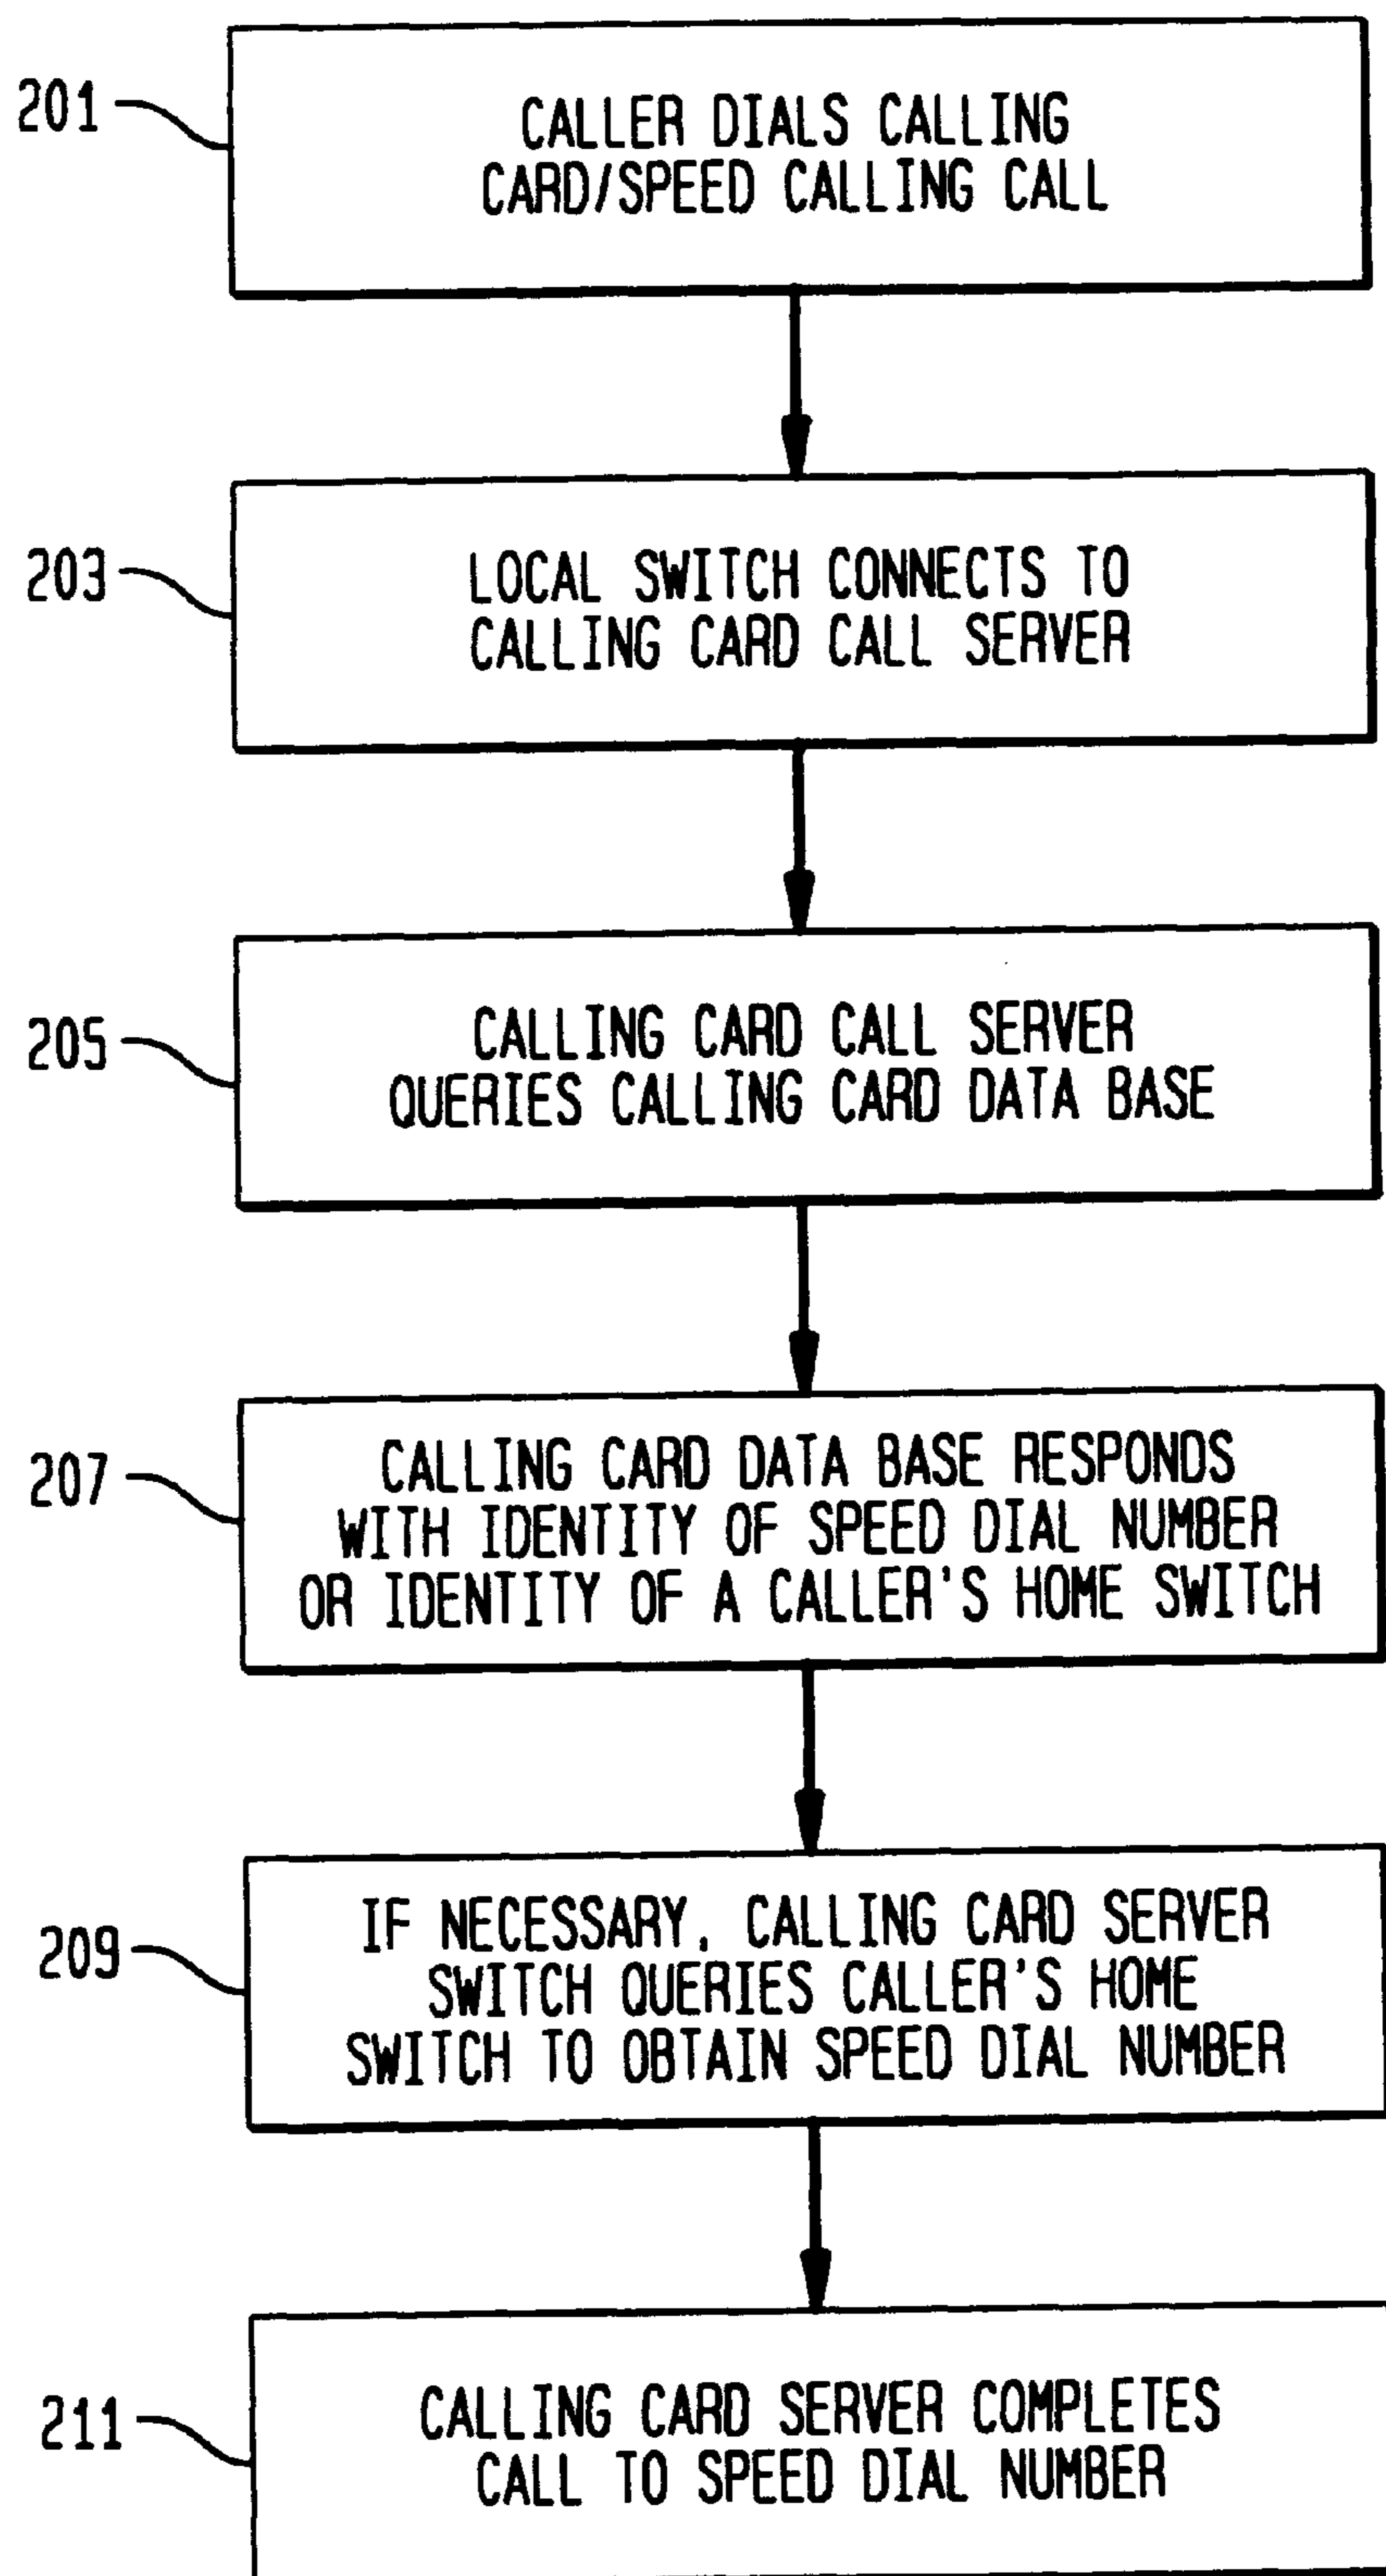 201
CALLER DIALS CALLING
CARD/SPEED CALLING CALL
203
LOCAL SWITCH CONNECTS TO
CALLING CARD CALL SERVER
205
CALLING CARD CALL SERVER
QUERIES CALLING CARD DATA BASE
207
CALLING CARD DATA BASE RESPONDS
WITH IDENTITY OF SPEED DIAL NUMBER
OR IDENTITY OF A CALLER'S HOME SWITCH
209
IF NECESSARY, CALLING CARD SERVER
SWITCH QUERIES CALLER'S HOME
SWITCH TO OBTAIN SPEED DIAL NUMBER
211
CALLING CARD SERVER COMPLETES
CALL TO SPEED DIAL NUMBER